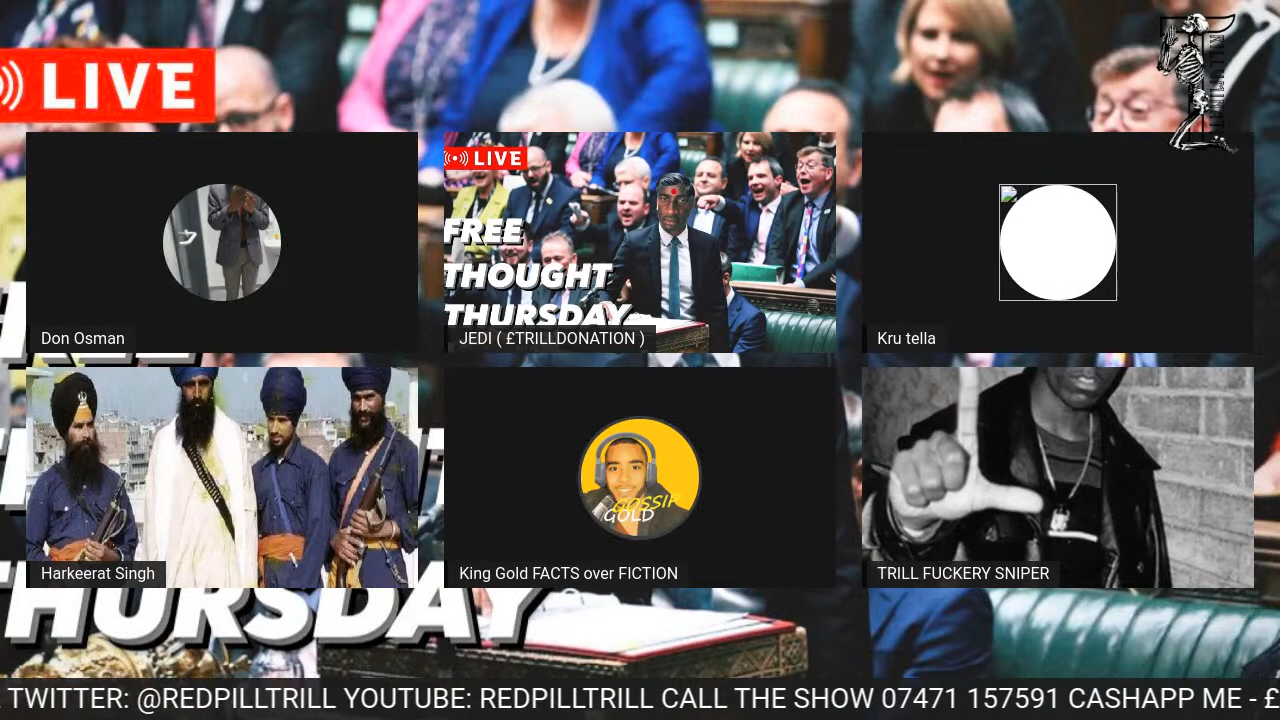 LIVE
LIVE
FREE
THOUGHT
THURSDAY
Don Osman
JEDI ( £TRILLDONATION )
Kru tella
GOSSIP
GOLD
Harkeerat Singh
King Gold FACTS over FICTION
TRILL FUCKERY SNIPER
THURSDAY
TWITTER: @REDPILLTRILL YOUTUBE: REDPILLTRILL CALL THE SHOW 07471 157591 CASHAPP ME - £